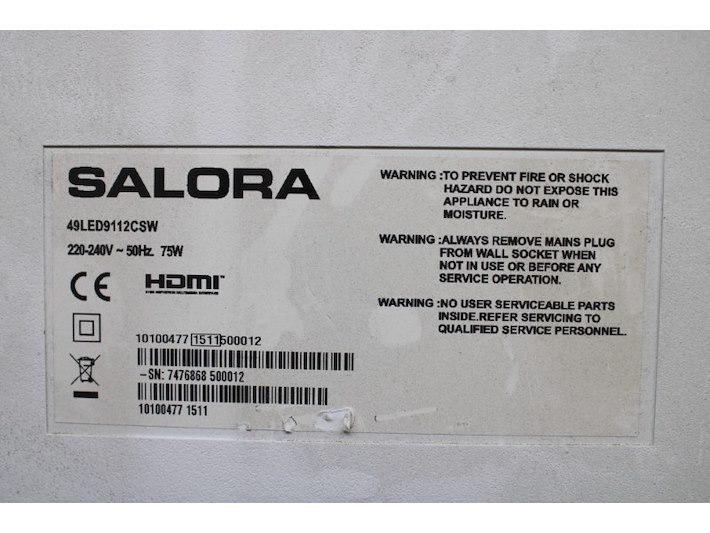 SALORA
49LED9112CSW
220-240V ~ 50Hz. 75W
CE HDMI
10100477 1511 500012
-SN: 7476868 500012
10100477 1511
WARNING :TO PREVENT FIRE OR SHOCK
HAZARD DO NOT EXPOSE THIS
APPLIANCE TO RAIN OR
MOISTURE.
WARNING :ALWAYS REMOVE MAINS PLUG
FROM WALL SOCKET WHEN
NOT IN USE OR BEFORE ANY
SERVICE OPERATION.
WARNING :NO USER SERVICEABLE PARTS
INSIDE.REFER SERVICING TO
QUALIFIED SERVICE PERSONNEL.